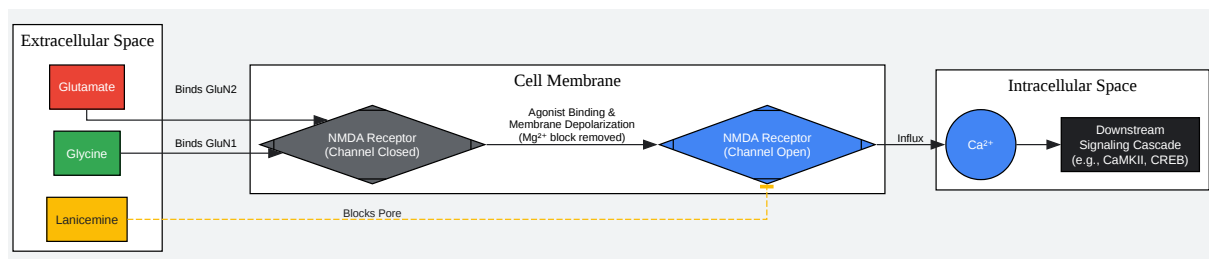 Extracellular Space
Glutamate
Glycine
Lanicemine
Binds GluN2
Binds GluN1
Blocks Pore
Cell Membrane
NMDA Receptor
(Channel Closed)
Agonist Binding &
Membrane Depolarization
(Mg²⁺ block removed)
NMDA Receptor
(Channel Open)
Influx
Intracellular Space
Ca²⁺
Downstream
Signaling Cascade
(e.g., CaMKII, CREB)